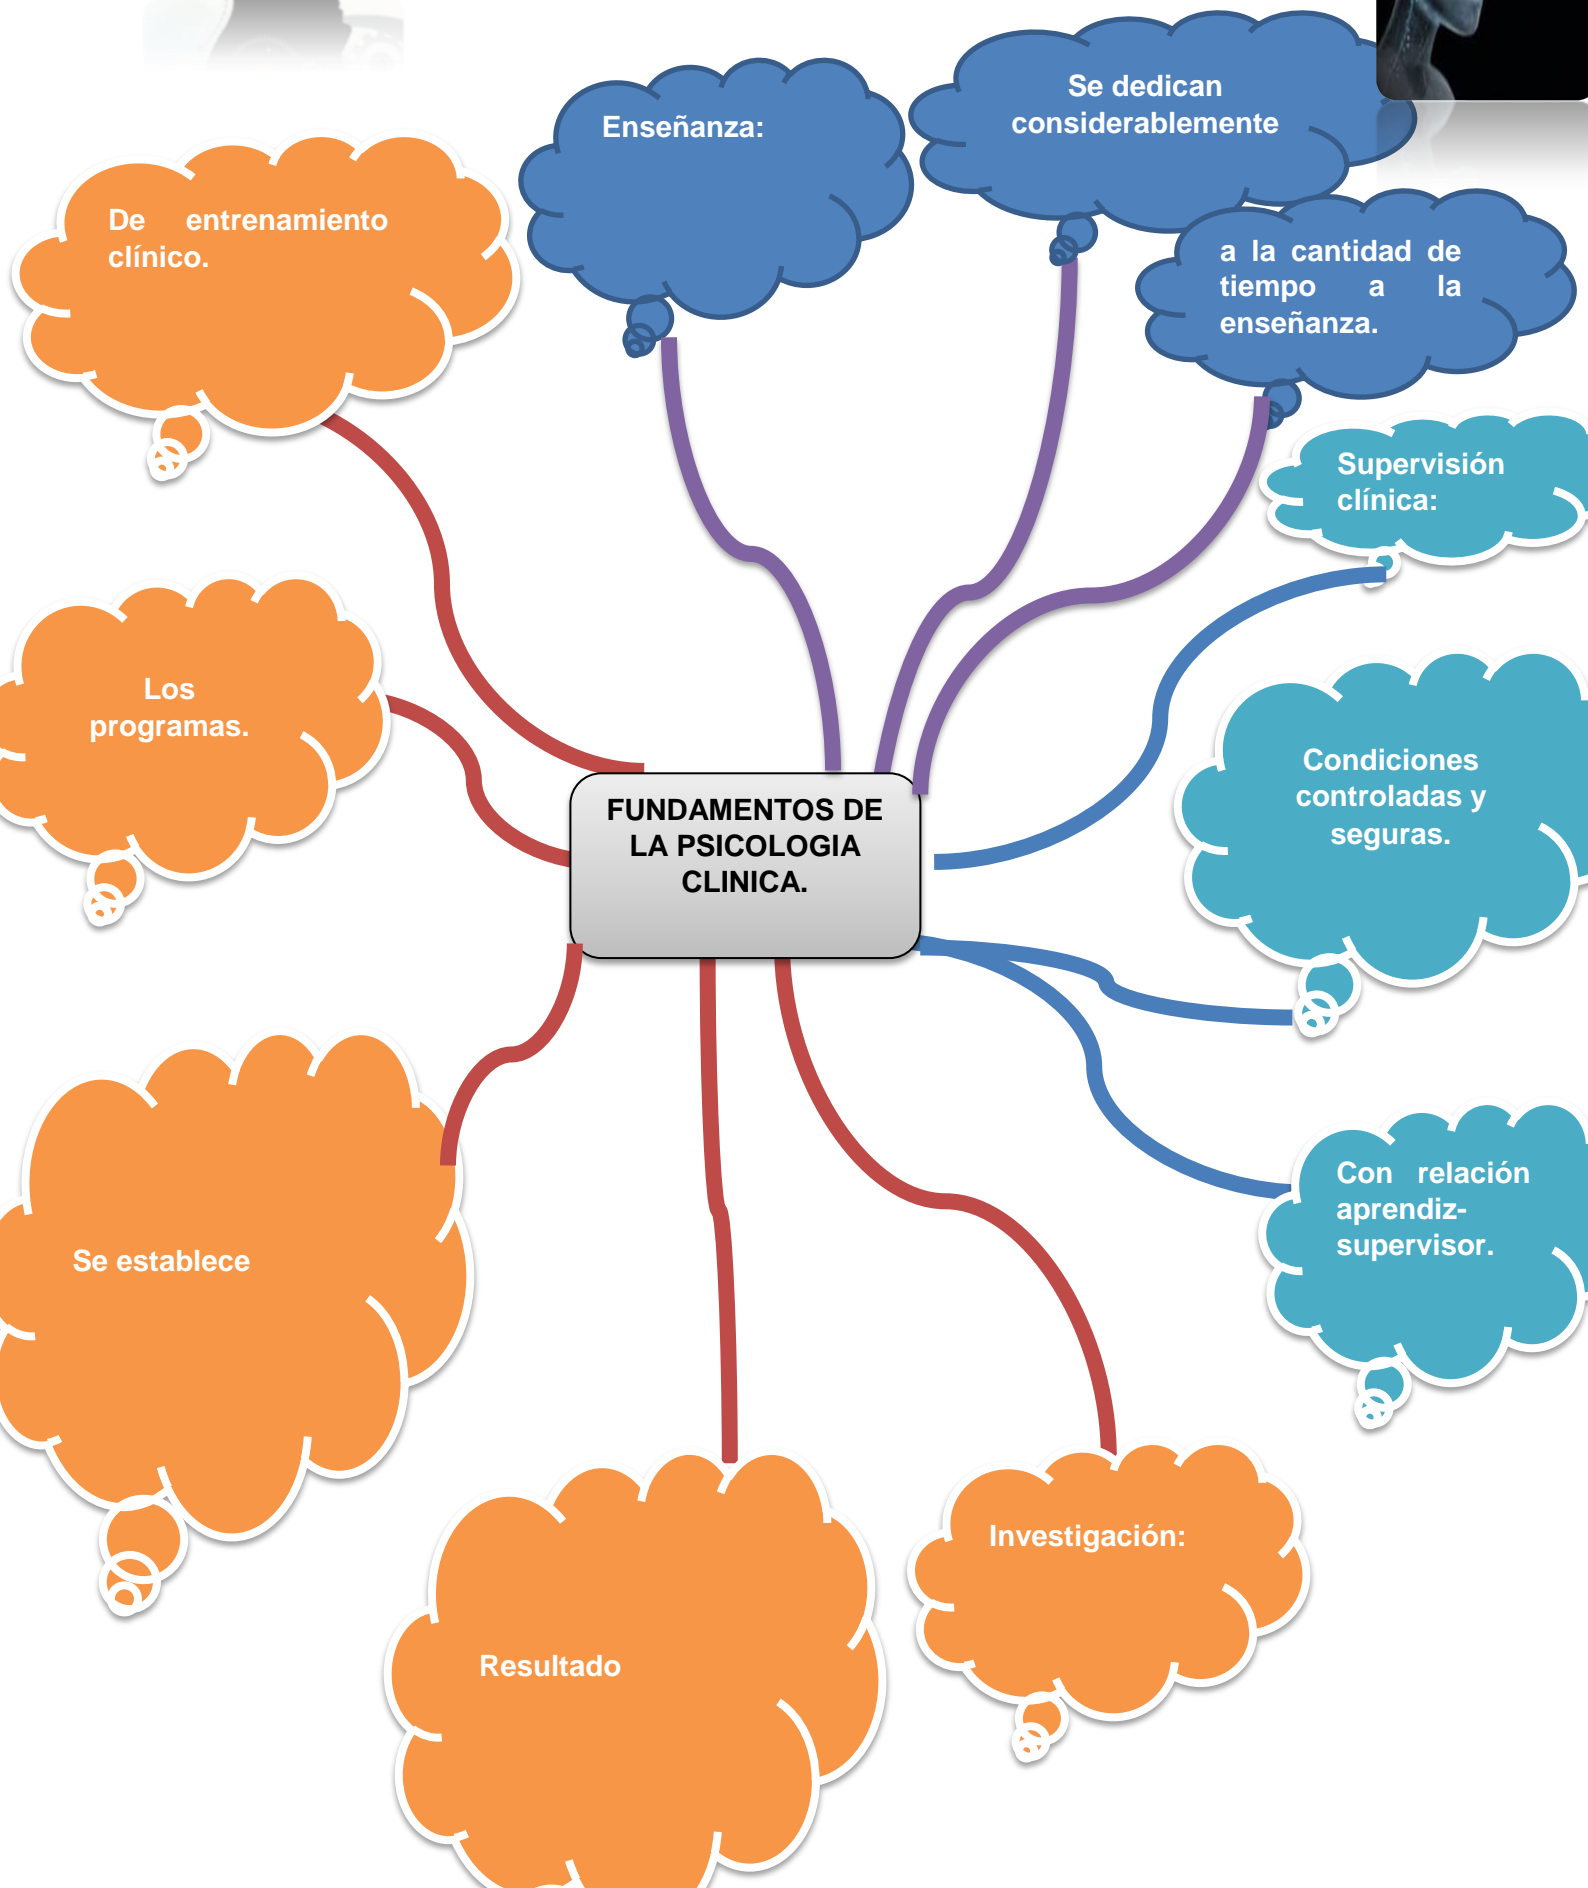 Se dedican
considerablemente
Enseñanza:
De entrenamiento
clínico.
a la cantidad de
tiempo a la
enseñanza.
Supervisión
clínica:
Los
programas.
Condiciones
controladas y
seguras.
FUNDAMENTOS DE
LA PSICOLOGIA
CLINICA.
Con relación
aprendiz-
supervisor.
Se establece
Investigación:
Resultado